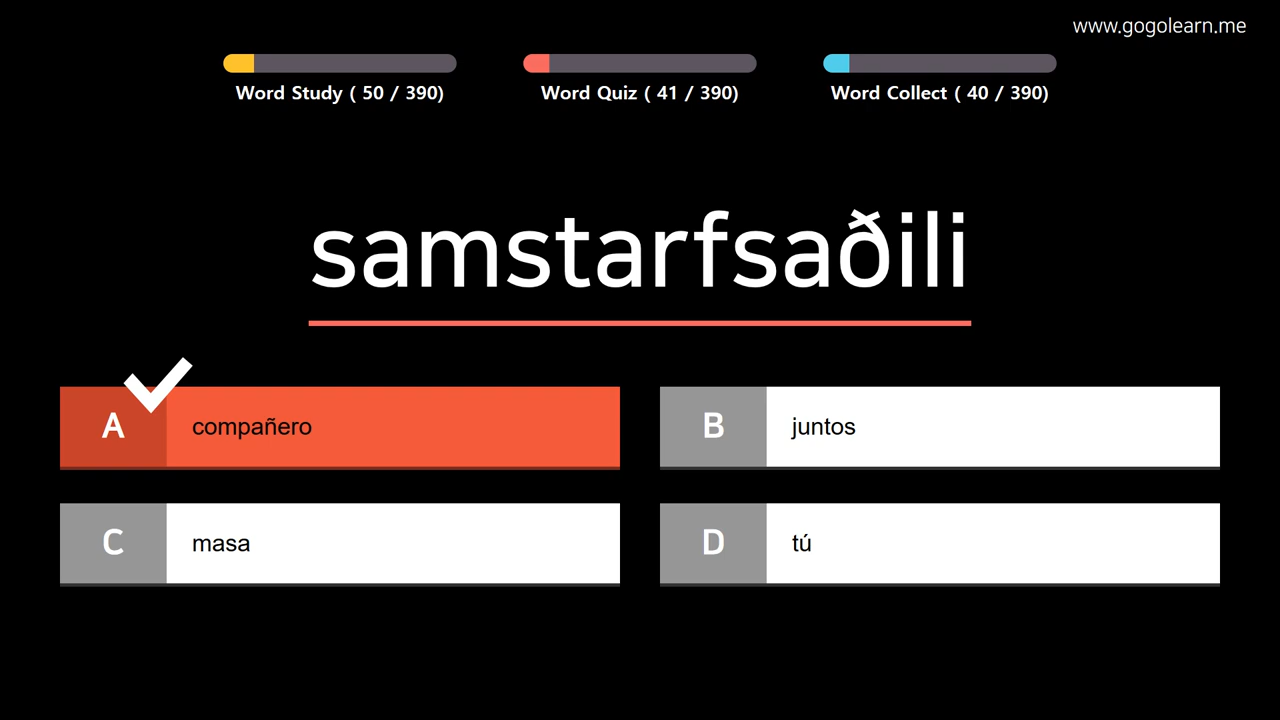 www.gogolearn.me
Word Study ( 50 / 390)
Word Quiz ( 41 / 390)
Word Collect ( 40 / 390)
samstarfsaðili
A compañero
B juntos
C masa
D tú